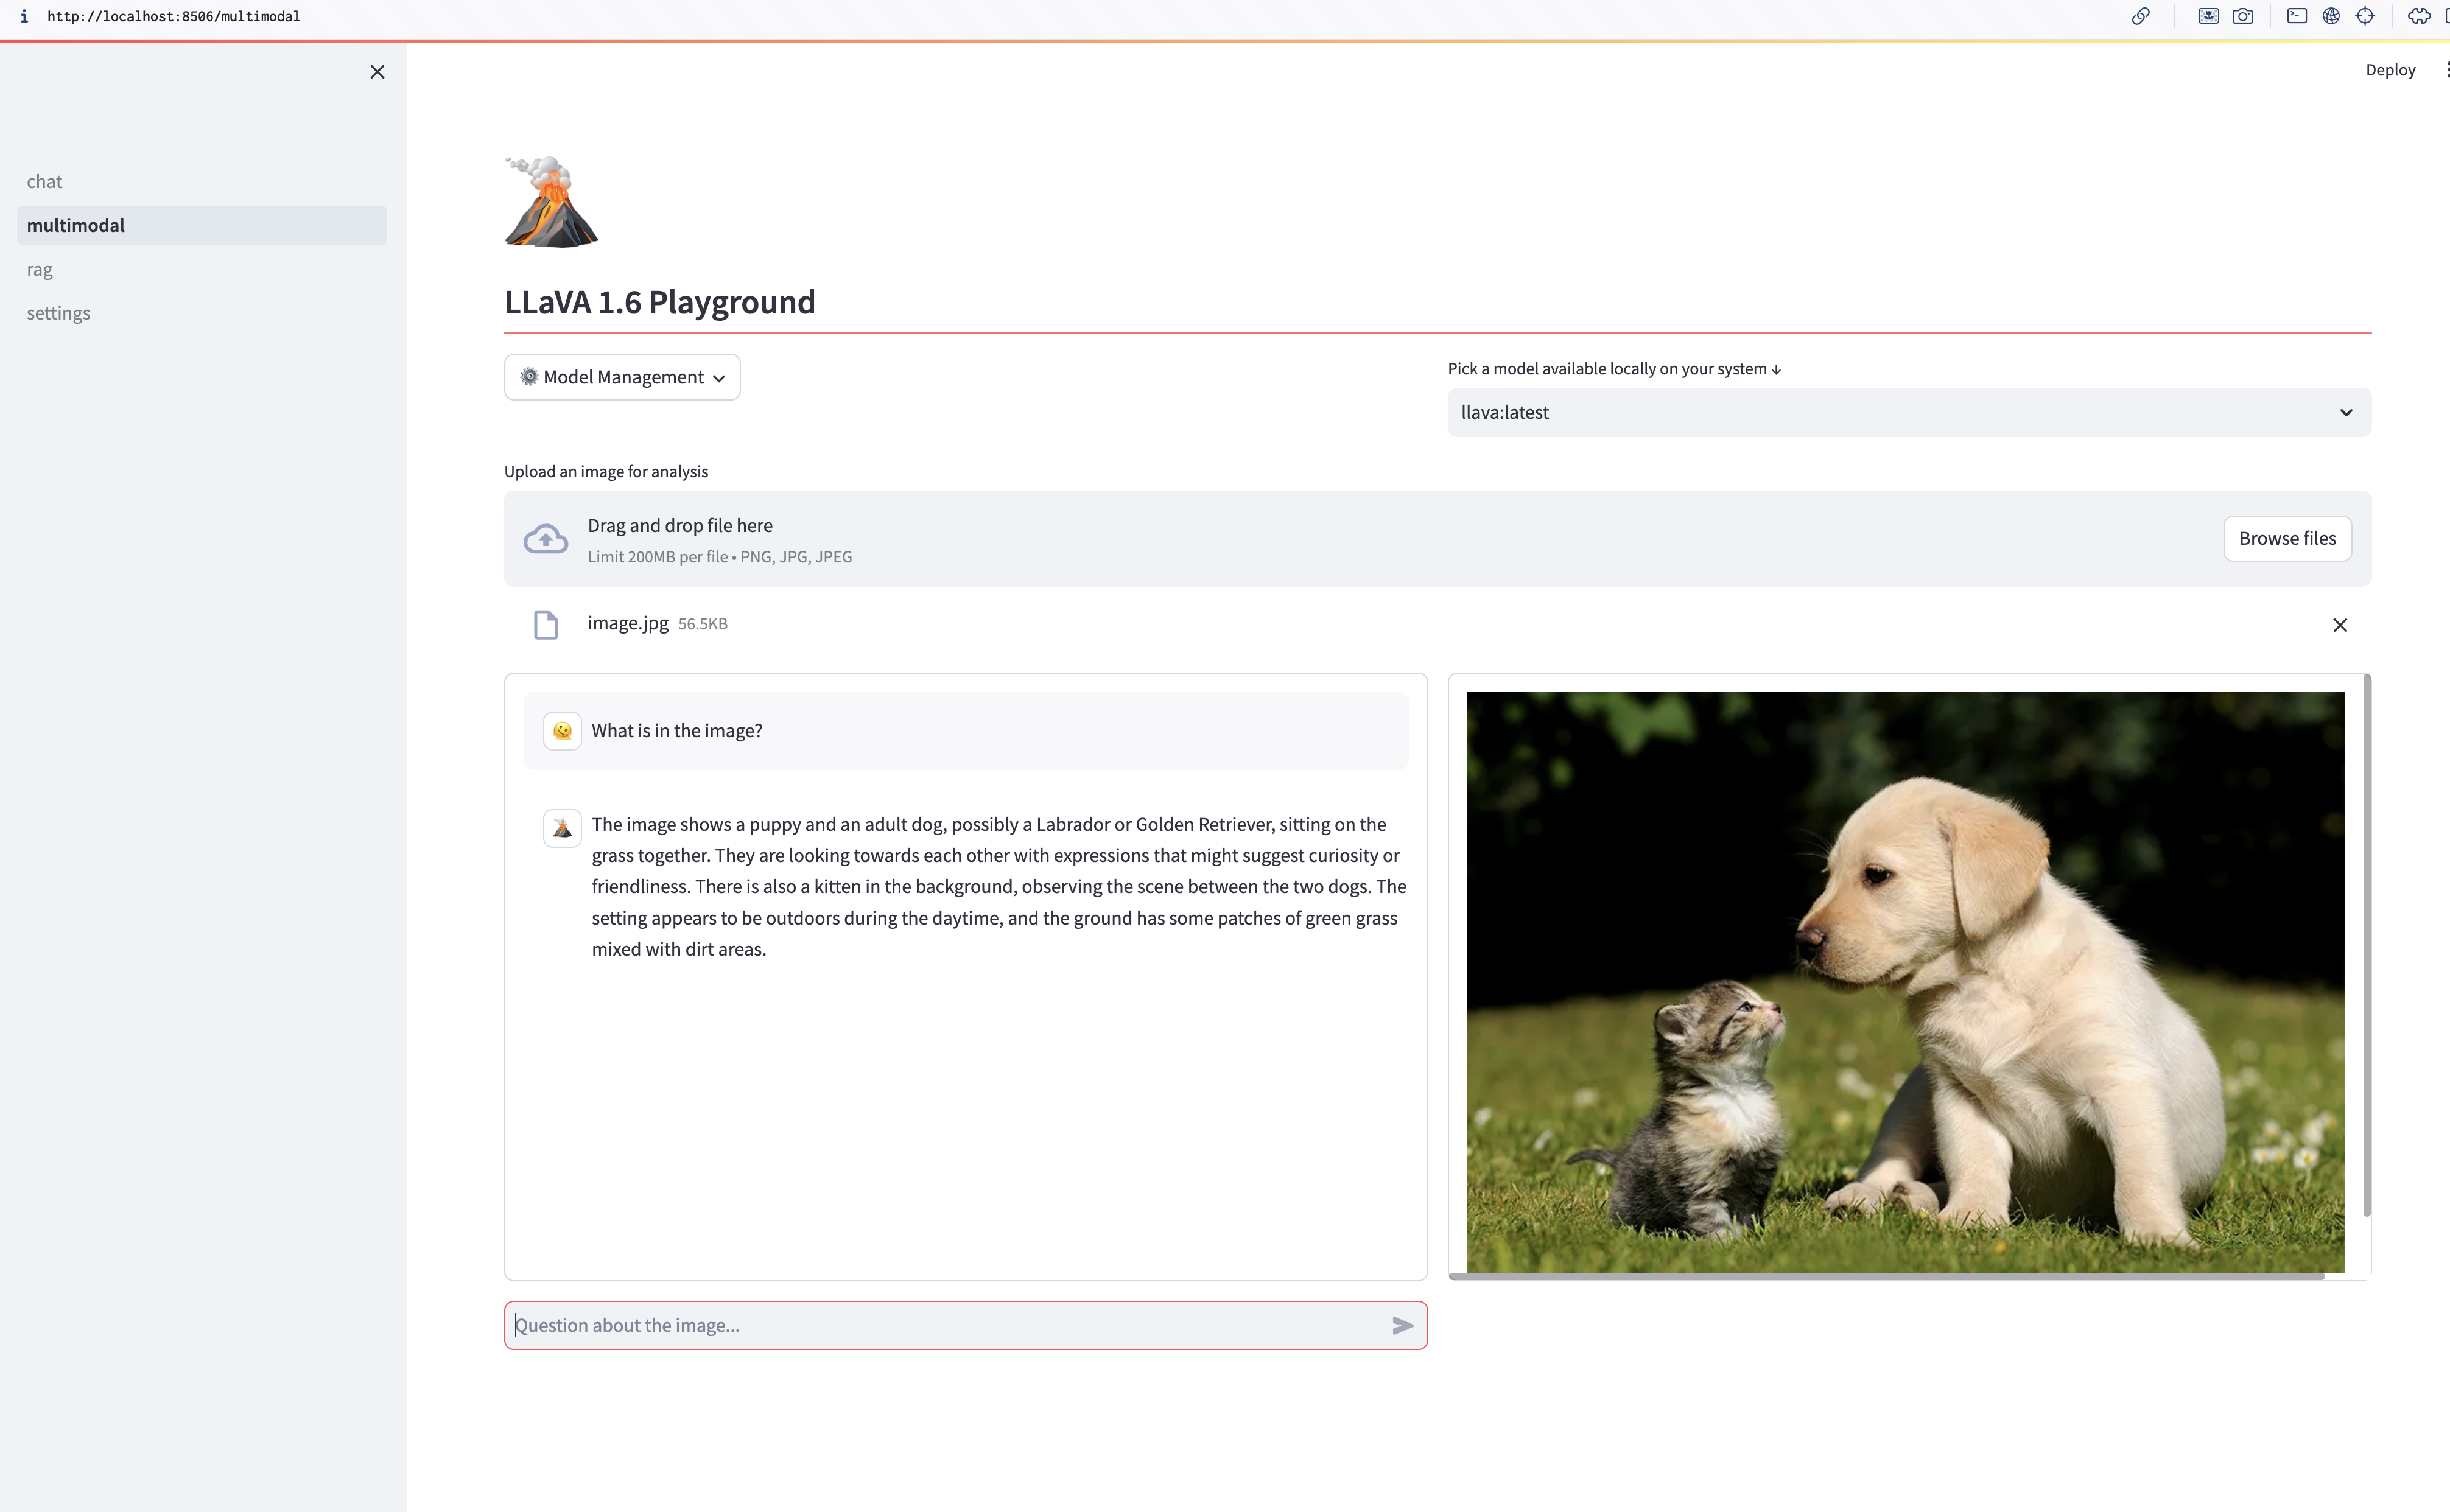 http://localhost:8506/multimodal
Deploy
chat
multimodal
rag
settings
LLaVA 1.6 Playground
Model Management
Pick a model available locally on your system ↓
llava:latest
Upload an image for analysis
Drag and drop file here
Limit 200MB per file • PNG, JPG, JPEG
Browse files
image.jpg 56.5KB
What is in the image?
The image shows a puppy and an adult dog, possibly a Labrador or Golden Retriever, sitting on the
grass together. They are looking towards each other with expressions that might suggest curiosity or
friendliness. There is also a kitten in the background, observing the scene between the two dogs. The
setting appears to be outdoors during the daytime, and the ground has some patches of green grass
mixed with dirt areas.
Question about the image...